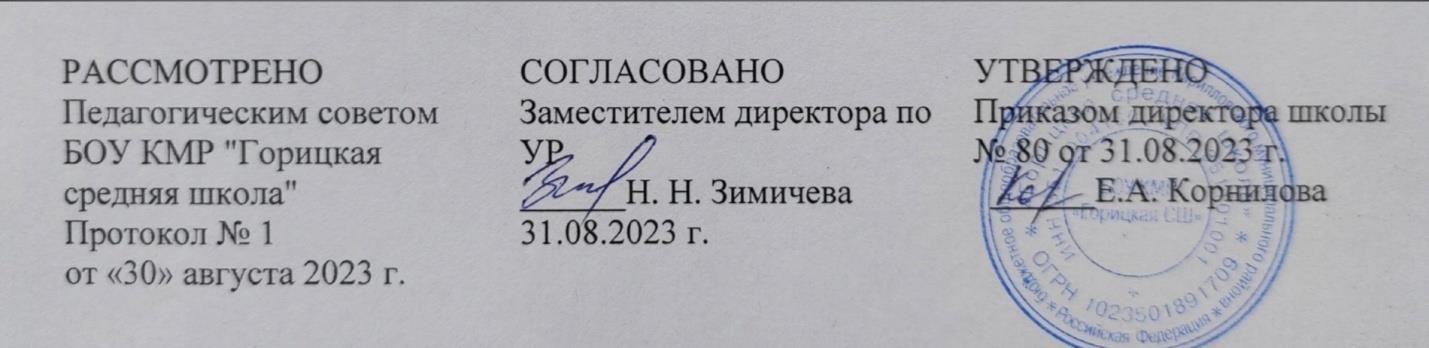 РАССМОТРЕНО
Педагогическим советом
БОУ КМР "Горицкая
средняя школа"
Протокол № 1
от «30» августа 2023 г.
СОГЛАСОВАНО
Заместителем директора по
УР
Н. Н. Зимичева
31.08.2023 г.
УТВЕРЖДЕНО
Приказом директора школы
№ 80 от 31.08.2023 г.
Е.А. Корнилова
«Горицкая СШ»
ОГРН 1023501891709
Российская Федерация